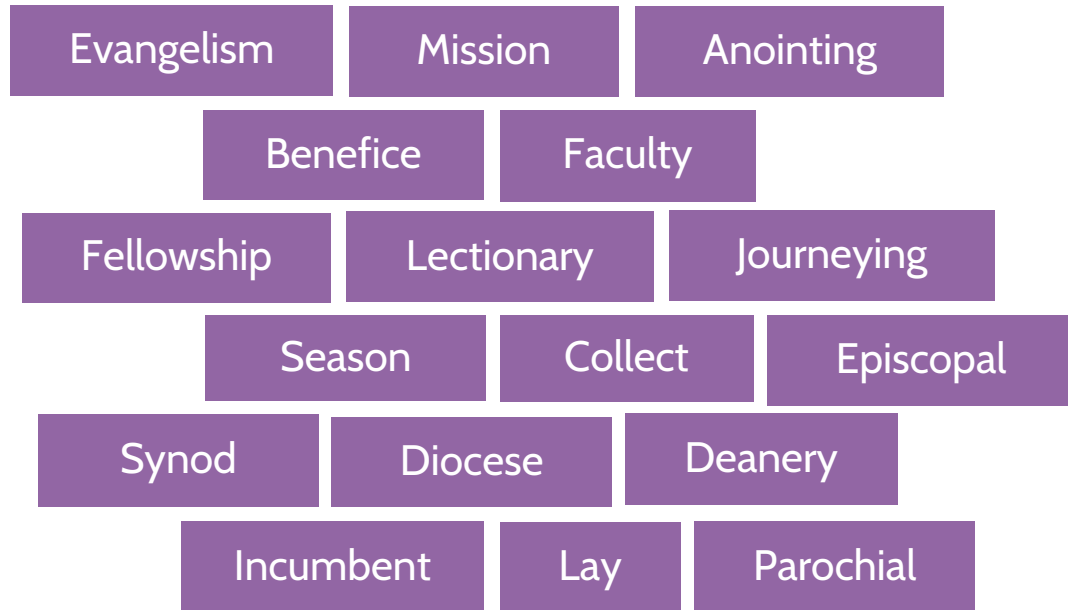 Evangelism Mission Anointing
Benefice Faculty
Fellowship Lectionary Journeying
Season Collect Episcopal
Synod Diocese Deanery
Incumbent Lay Parochial